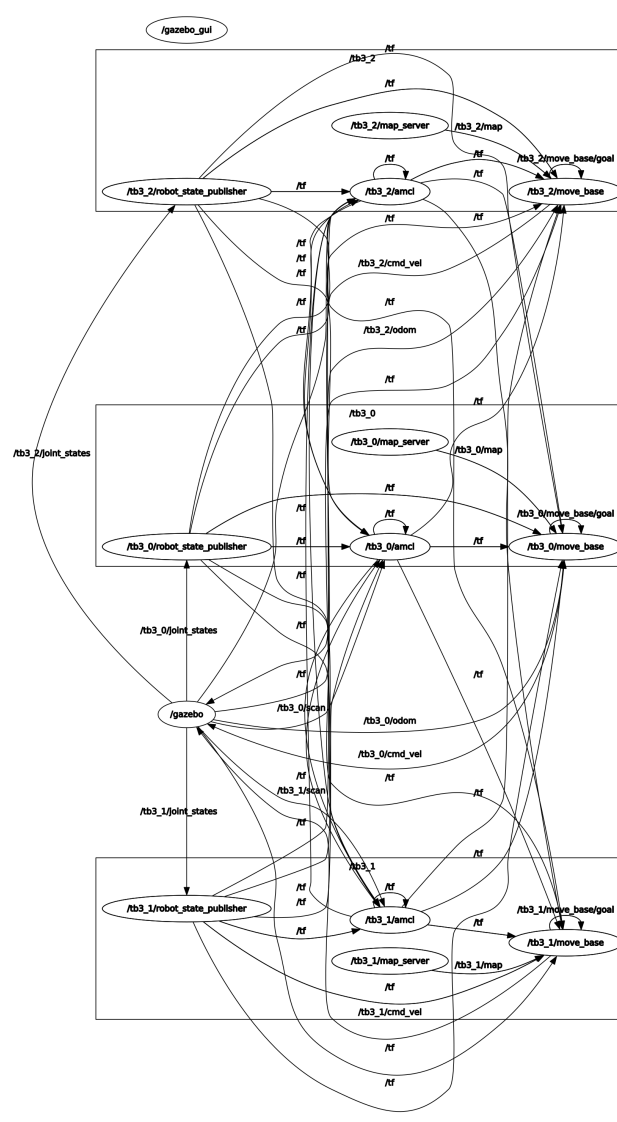 /gazebo_gui
/tf
/tb3_2
/tf
/tb3_2/map_server
/tb3_2/map
/tf
/tf
/tb3_2/move_base/goal
/tb3_2/robot_state_publisher
/tf
/tb3_2/amcl
/tf
/tb3_2/move_base
/tf
/tf
/tf
/tf
/tb3_2/cmd_vel
/tf
/tf
/tf
/tf
/tb3_2/odom
/tf
/tf
/tb3_0
/tb3_0/map_server
/tb3_0/map
/tb3_2/joint_states
/tf
/tf
/tb3_0/move_base/goal
/tb3_0/robot_state_publisher
/tf
/tb3_0/amcl
/tf
/tb3_0/move_base
/tf
/tb3_0/joint_states
/tf
/tf
/tb3_0/scan
/gazebo
/tb3_0/odom
/tb3_0/cmd_vel
/tf
/tf
/tb3_1/scan
/tf
/tb3_1/joint_states
/tf
/tf
/tb3_1
/tf
/tf
/tf
/tb3_1/move_base/goal
/tb3_1/robot_state_publisher
/tb3_1/amcl
/tf
/tf
/tb3_1/move_base
/tb3_1/map_server
/tb3_1/map
/tf
/tb3_1/cmd_vel
/tf
/tf